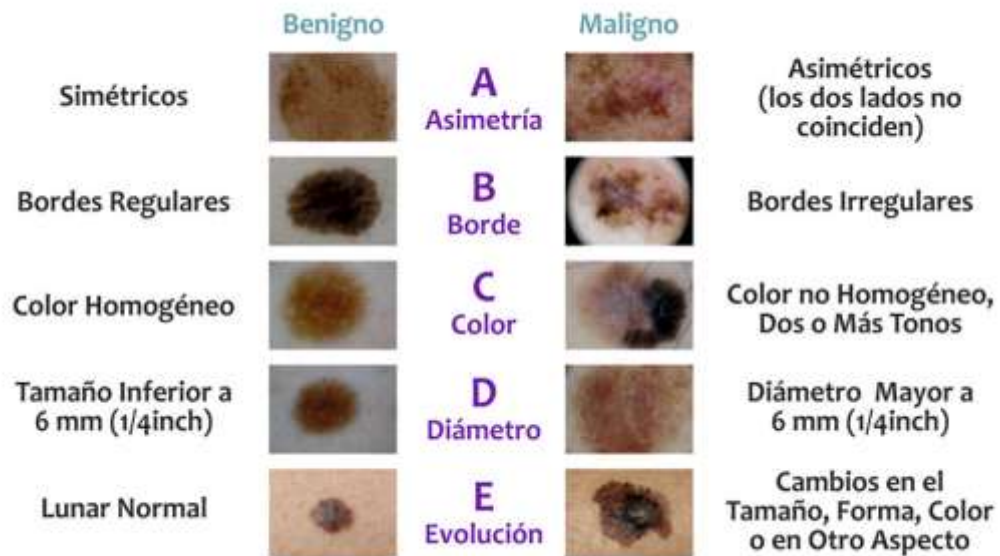 Benigno
Maligno
Simétricos
A
Asimetría
Asimétricos
(los dos lados no
coinciden)
Bordes Regulares
B
Borde
Bordes Irregulares
Color Homogéneo
C
Color
Color no Homogéneo,
Dos o Más Tonos
Tamaño Inferior a
6 mm (1/4inch)
D
Diámetro
Diámetro Mayor a
6 mm (1/4inch)
Lunar Normal
E
Evolución
Cambios en el
Tamaño, Forma, Color
o en Otro Aspecto